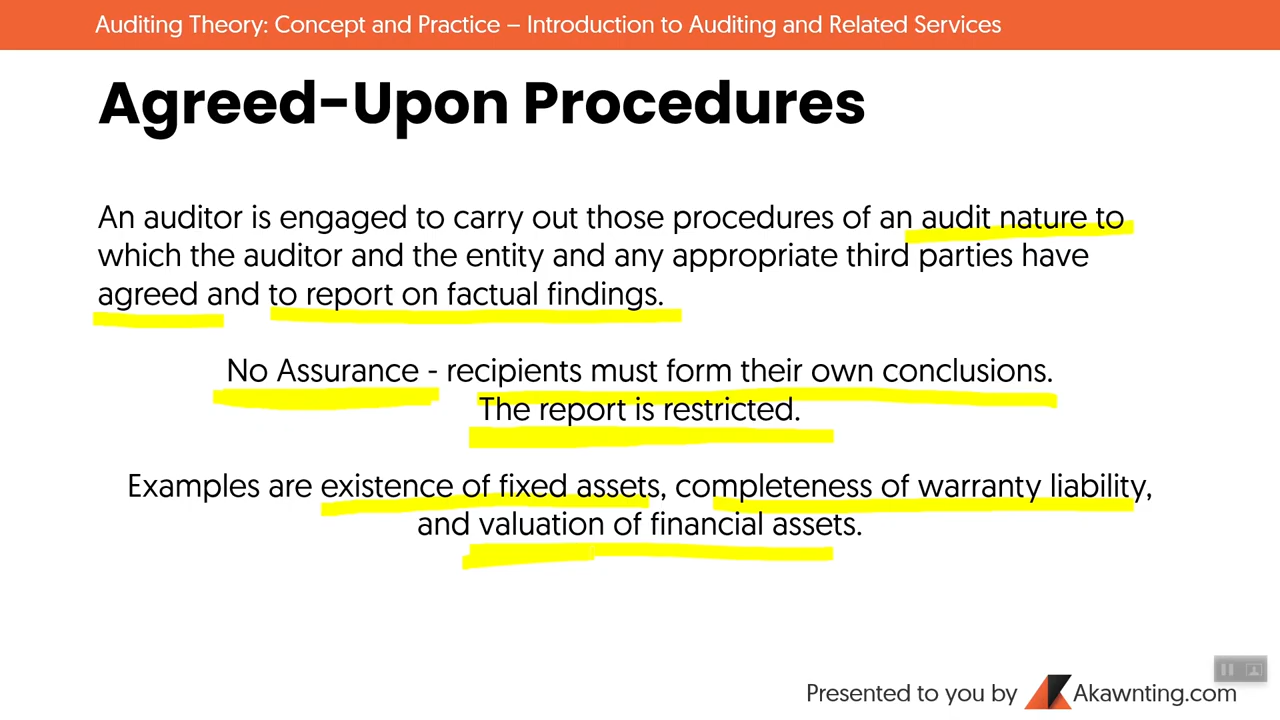 Auditing Theory: Concept and Practice – Introduction to Auditing and Related Services
Agreed-Upon Procedures
An auditor is engaged to carry out those procedures of an audit nature to
which the auditor and the entity and any appropriate third parties have
agreed and to report on factual findings.
No Assurance - recipients must form their own conclusions.
The report is restricted.
Examples are existence of fixed assets, completeness of warranty liability,
and valuation of financial assets.
Presented to you by Akawnting.com